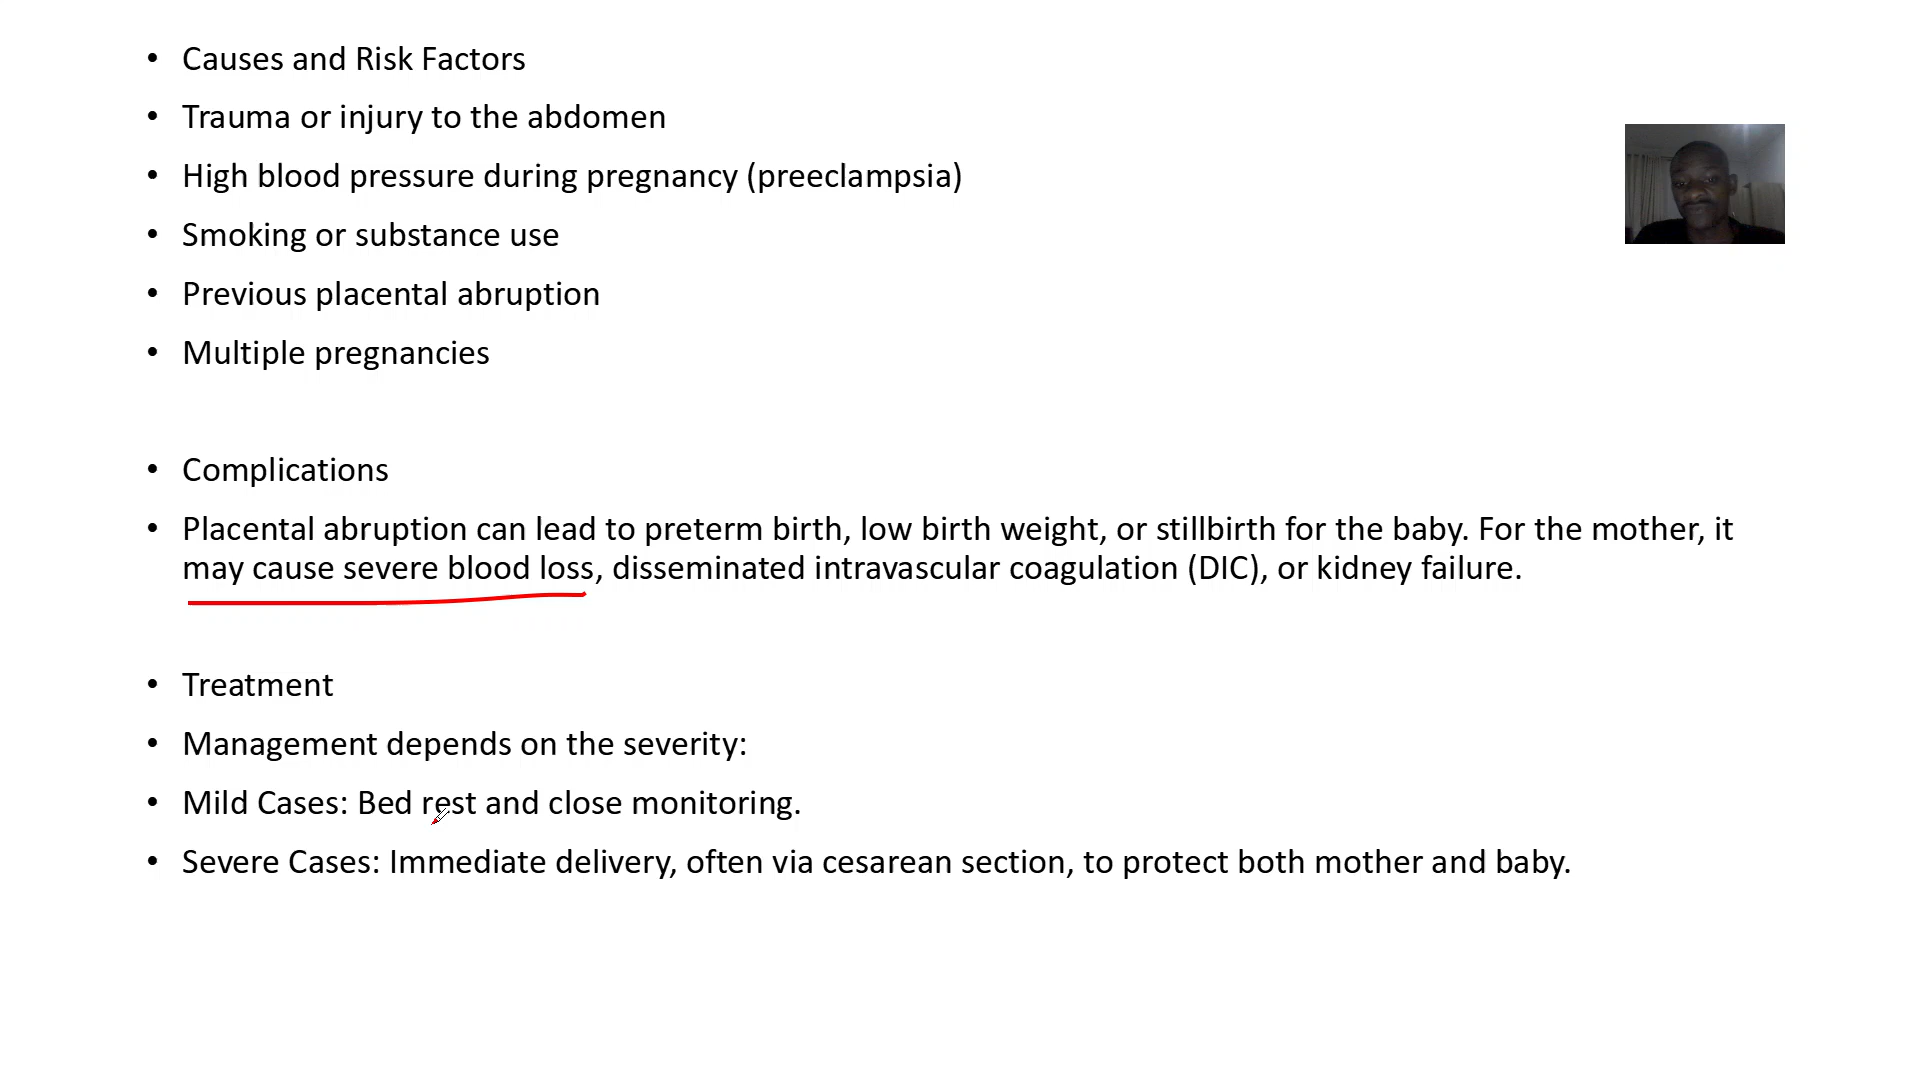 • Causes and Risk Factors
• Trauma or injury to the abdomen
• High blood pressure during pregnancy (preeclampsia)
• Smoking or substance use
• Previous placental abruption
• Multiple pregnancies
• Complications
• Placental abruption can lead to preterm birth, low birth weight, or stillbirth for the baby. For the mother, it
may cause severe blood loss, disseminated intravascular coagulation (DIC), or kidney failure.
• Treatment
• Management depends on the severity:
• Mild Cases: Bed rest and close monitoring.
• Severe Cases: Immediate delivery, often via cesarean section, to protect both mother and baby.